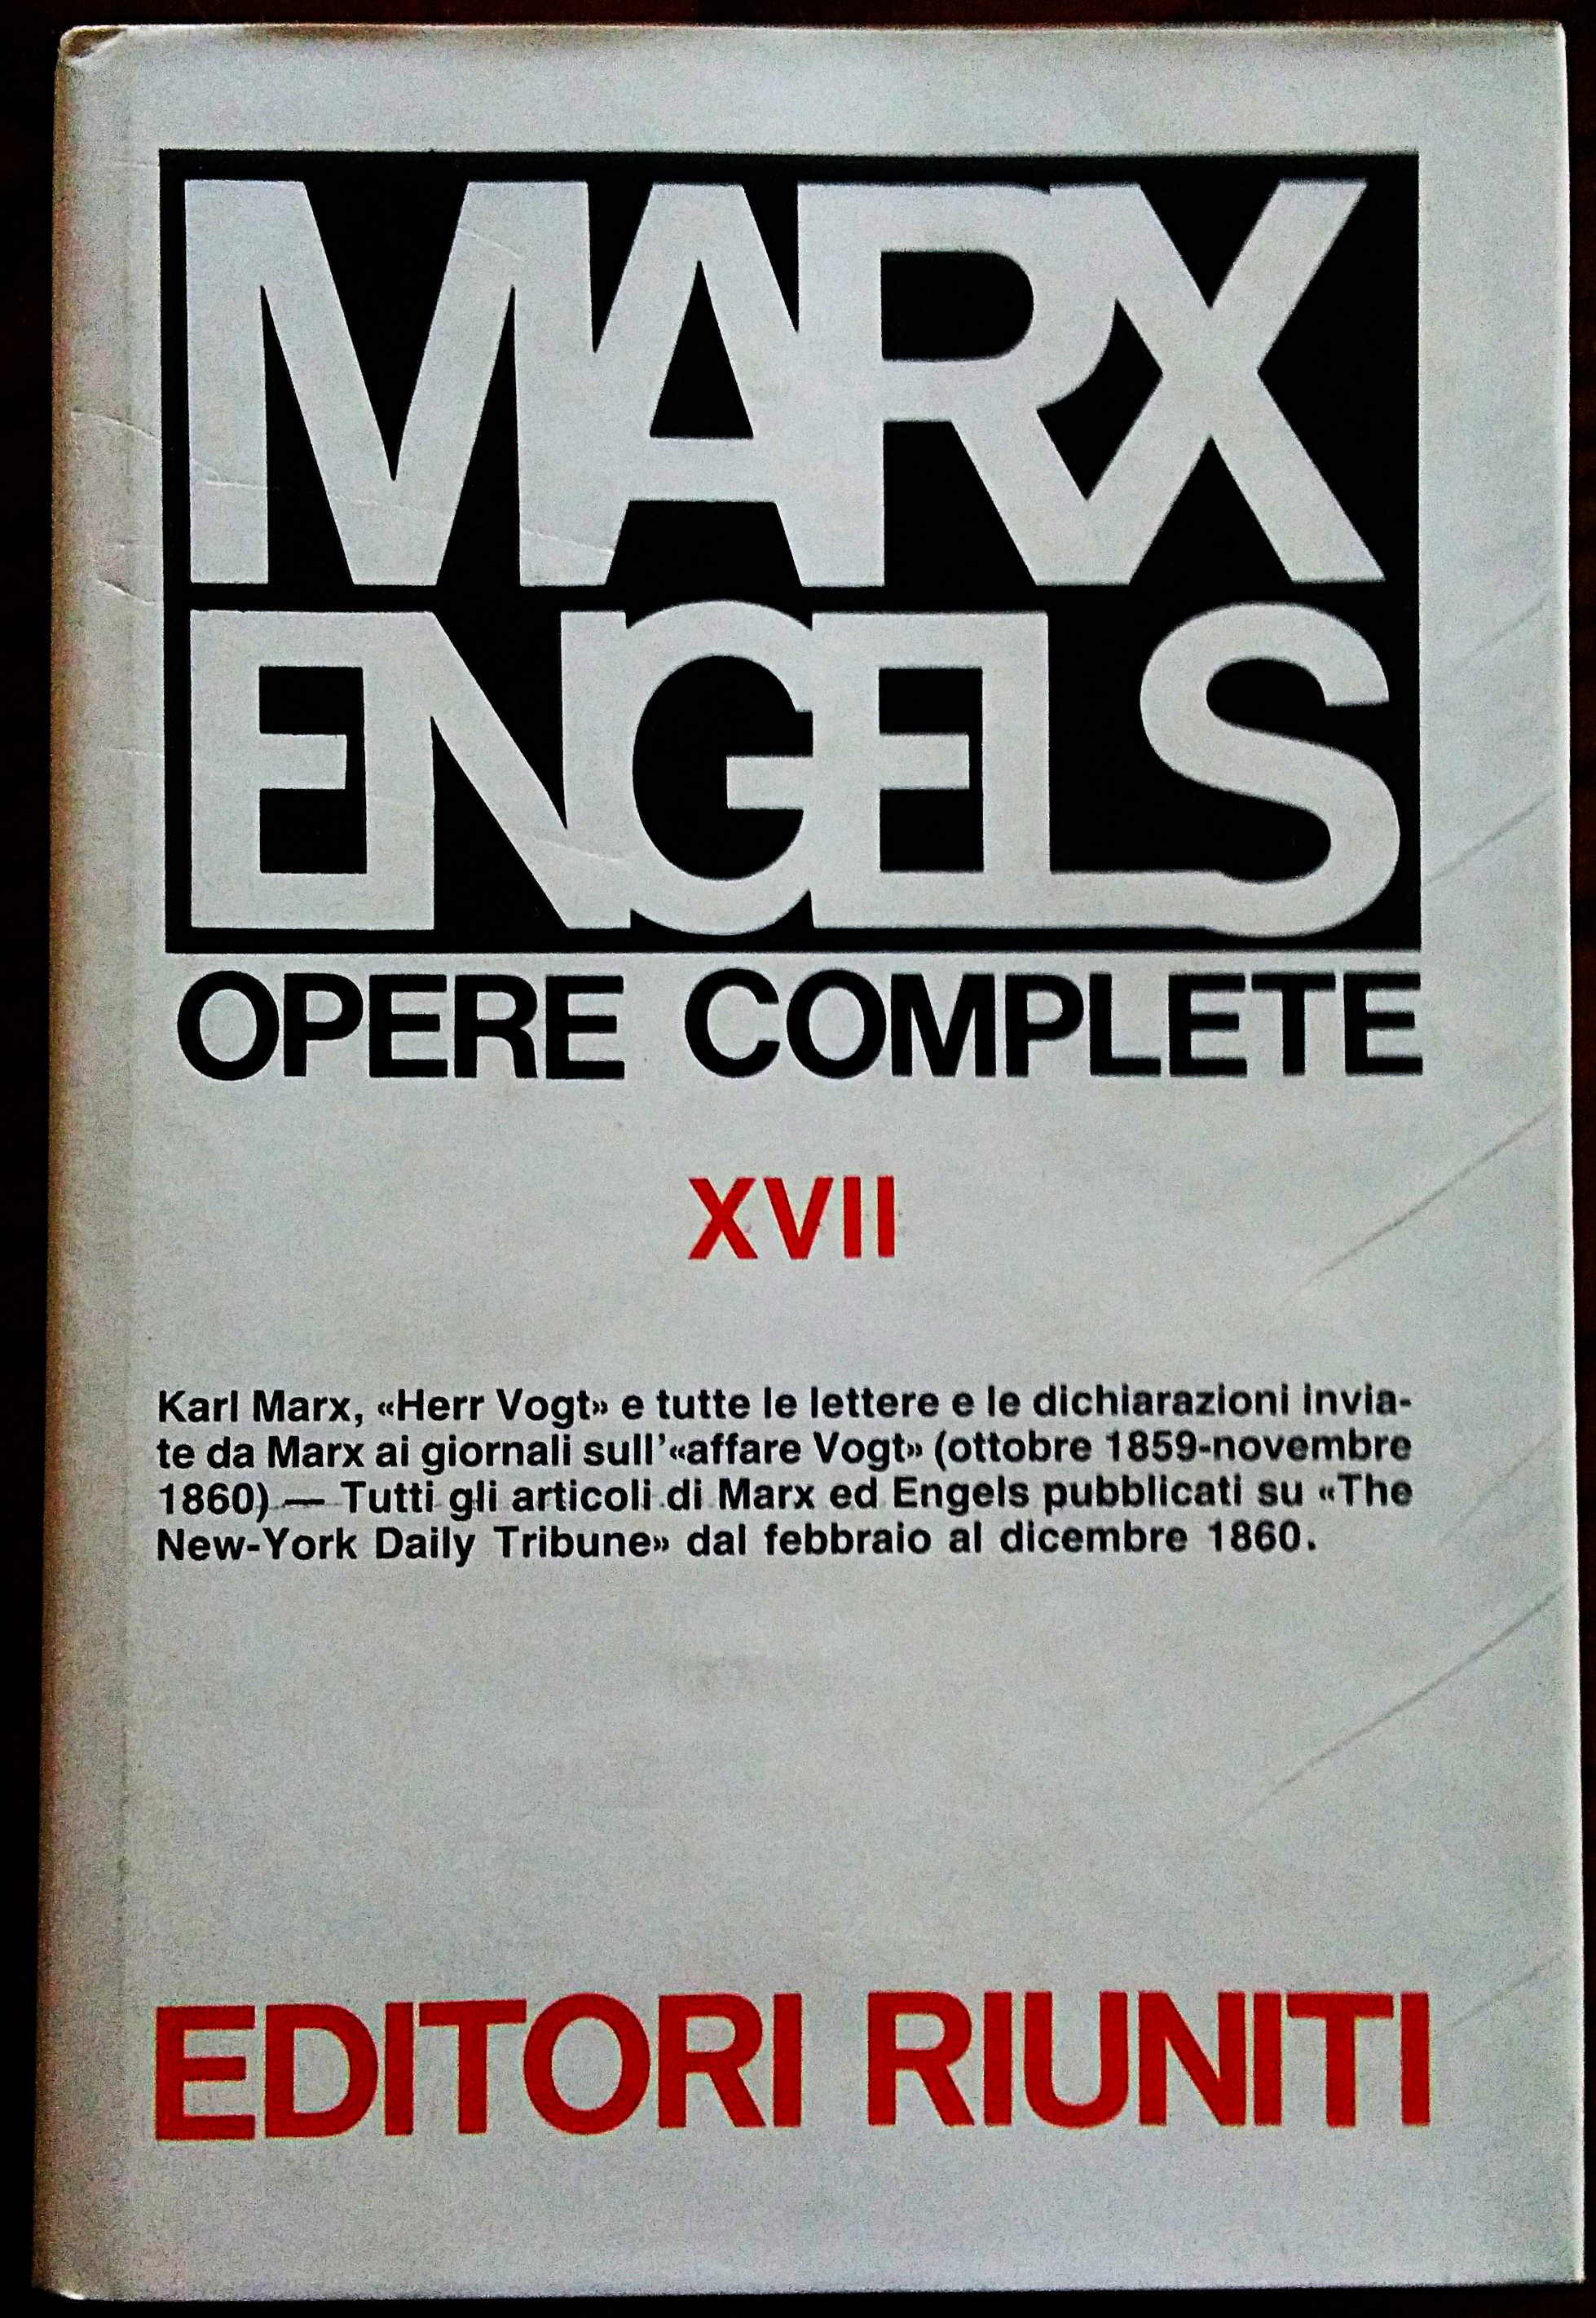 MARX
ENGELS
OPERE COMPLETE
XVII
Karl Marx, «Herr Vogt» e tutte le lettere e le dichiarazioni invia-
te da Marx ai giornali sull'«affare Vogt» (ottobre 1859-novembre
1860) — Tutti gli articoli di Marx ed Engels pubblicati su «The
New-York Daily Tribune» dal febbraio al dicembre 1860.
EDITORI RIUNITI